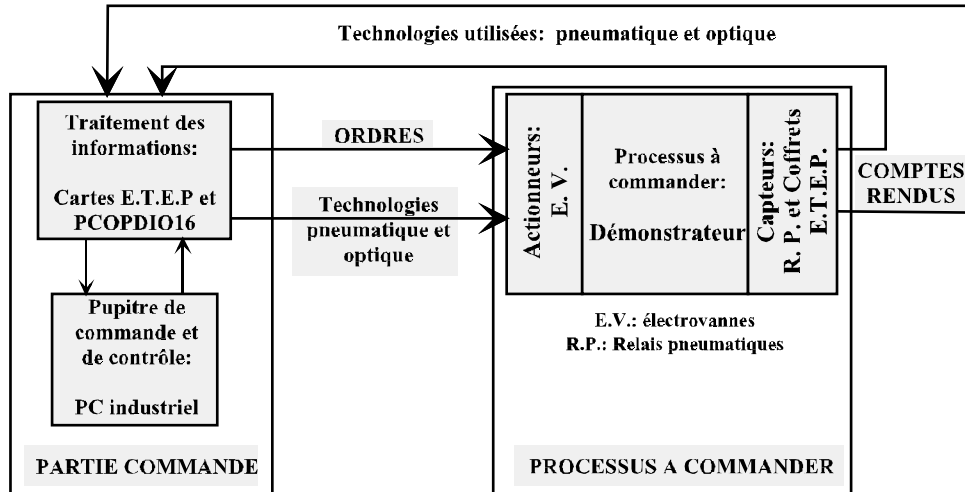 Technologies utilisées: pneumatique et optique
Traitement des
informations:
Cartes E.T.E.P et
PCOPDIO16
ORDRES
Technologies
pneumatique et
optique
Pupitre de
commande et
de contrôle:
PC industriel
PARTIE COMMANDE
Actionneurs:
E. V.
Processus à
commander:
Démonstrateur
Capteurs:
R. P. et Coffrets
E.T.E.P.
COMPTES
RENDUS
E.V.: électrovannes
R.P.: Relais pneumatiques
PROCESSUS A COMMANDER